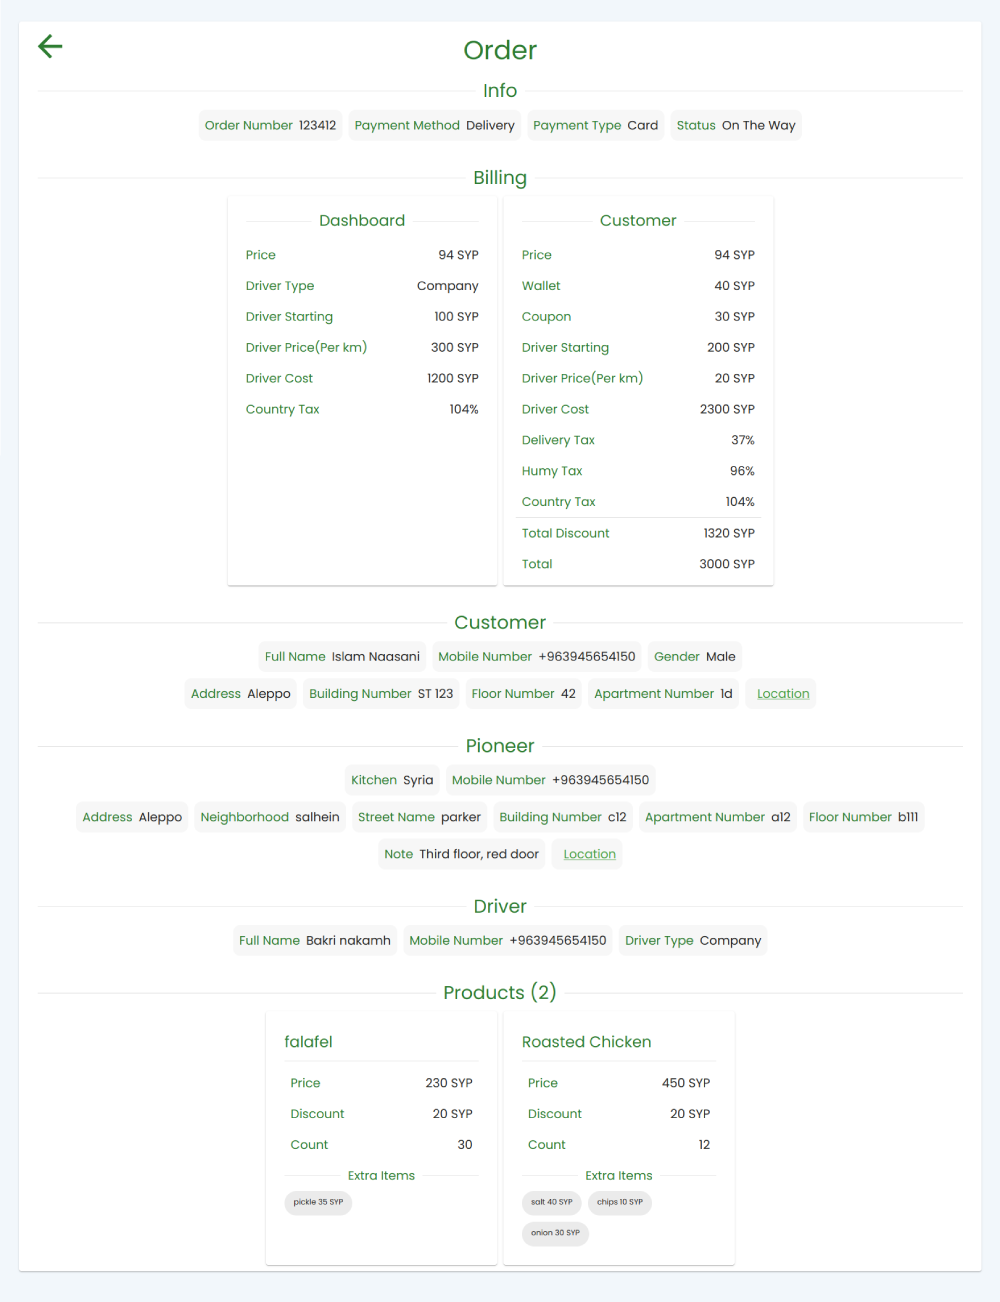 Order
Info
Order Number 123412 Payment Method Delivery Payment Type Card Status On The Way
Billing
Dashboard
Price 94 SYP
Driver Type Company
Driver Starting 100 SYP
Driver Price(Per km) 300 SYP
Driver Cost 1200 SYP
Country Tax 104%
Customer
Price 94 SYP
Wallet 40 SYP
Coupon 30 SYP
Driver Starting 200 SYP
Driver Price(Per km) 20 SYP
Driver Cost 2300 SYP
Delivery Tax 37%
Humy Tax 96%
Country Tax 104%
Total Discount 1320 SYP
Total 3000 SYP
Customer
Full Name Islam Naasani Mobile Number +963945654150 Gender Male
Address Aleppo Building Number ST 123 Floor Number 42 Apartment Number 1d Location
Pioneer
Kitchen Syria Mobile Number +963945654150
Address Aleppo Neighborhood salhein Street Name parker Building Number c12 Apartment Number a12 Floor Number b111
Note Third floor, red door Location
Driver
Full Name Bakri nakamh Mobile Number +963945654150 Driver Type Company
Products (2)
falafel
Price 230 SYP
Discount 20 SYP
Count 30
Extra Items
pickle 35 SYP
Roasted Chicken
Price 450 SYP
Discount 20 SYP
Count 12
Extra Items
salt 40 SYP chips 10 SYP
onion 30 SYP